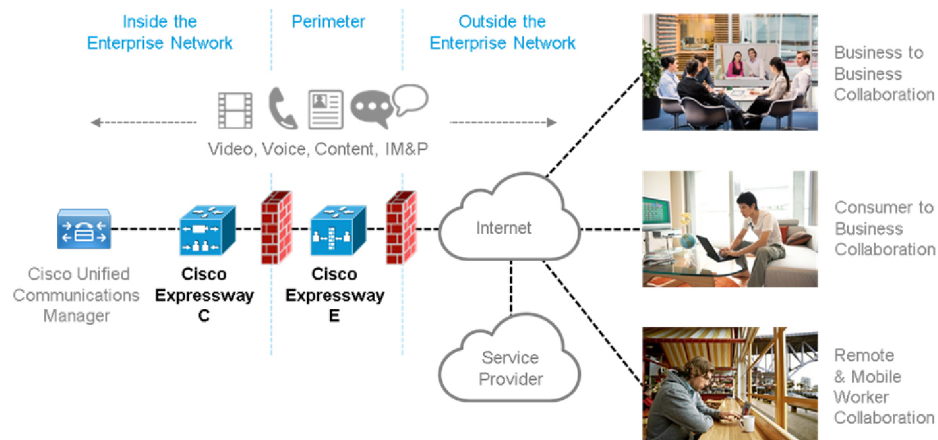 Inside the
Enterprise Network
Perimeter
Outside the
Enterprise Network
Video, Voice, Content, IM&P
Cisco Unified
Communications
Manager
Cisco
Expressway
C
Cisco
Expressway
E
Internet
Service
Provider
Business to
Business
Collaboration
Consumer to
Business
Collaboration
Remote
& Mobile
Worker
Collaboration